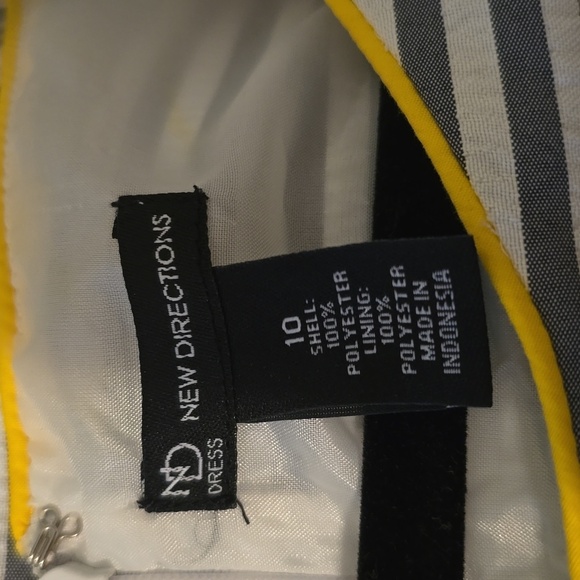 ND NEW DIRECTIONS
DRESS
10
SHELL:
100%
POLYESTER
LINING:
100%
POLYESTER
MADE IN
INDONESIA